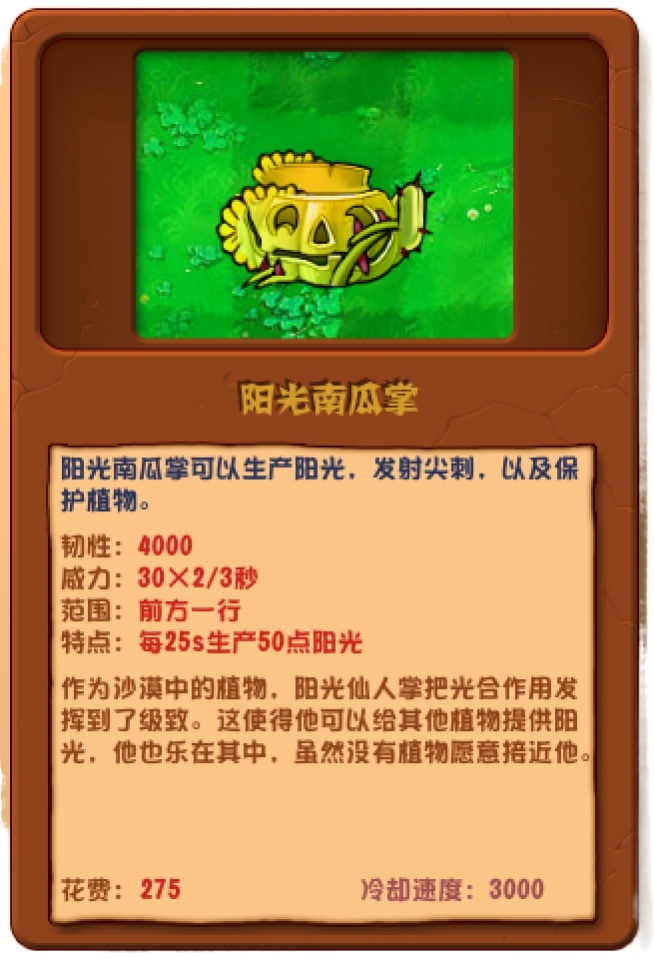 阳光南瓜掌
阳光南瓜掌可以生产阳光，发射尖刺，以及保
护植物。
韧性：4000
威力：30×2/3秒
范围：前方一行
特点：每25s生产50点阳光
作为沙漠中的植物，阳光仙人掌把光合作用发
挥到了级致。这使得他可以给其他植物提供阳
光，他也乐在其中，虽然没有植物愿意接近他。
花费：275
冷却速度：3000